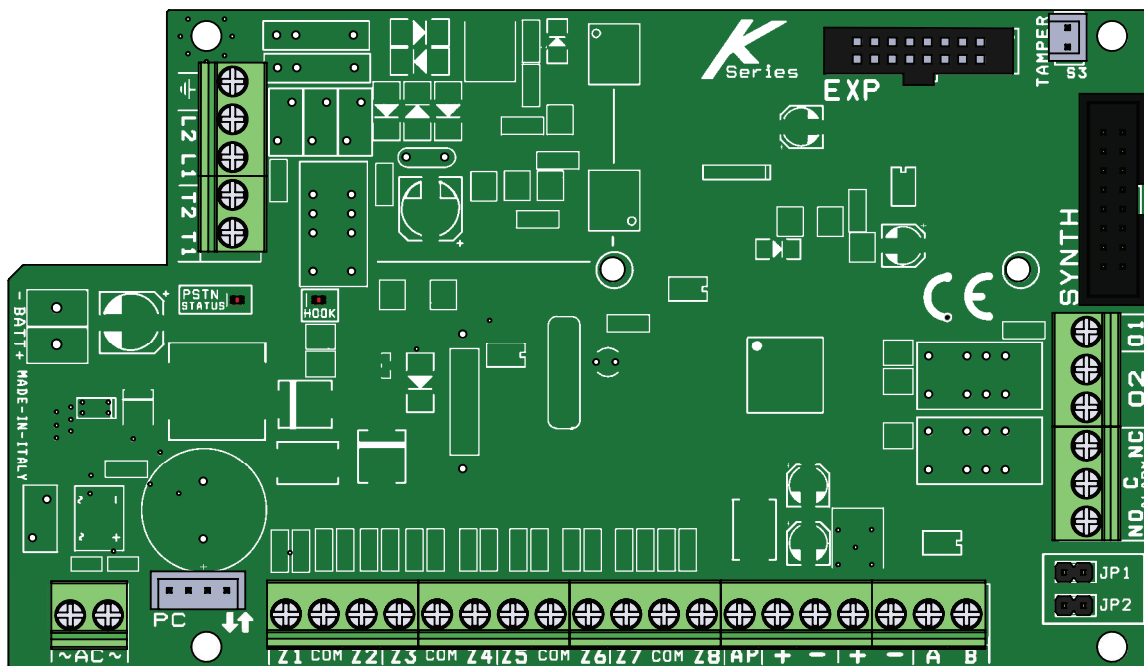 K
Series
EXP
TAMPER
S3
L2
L1
T2
T1
SYNTH
PSTN
STATUS
HOOK
CE
- BATT +
MADE-IN-ITALY
O1
O2
NC
C
NO
~ - ~ +
JP1
JP2
PC
~AC~
Z1 COM Z2 Z3 COM Z4 Z5 COM Z6 Z7 COM Z8 AP + - + - A B